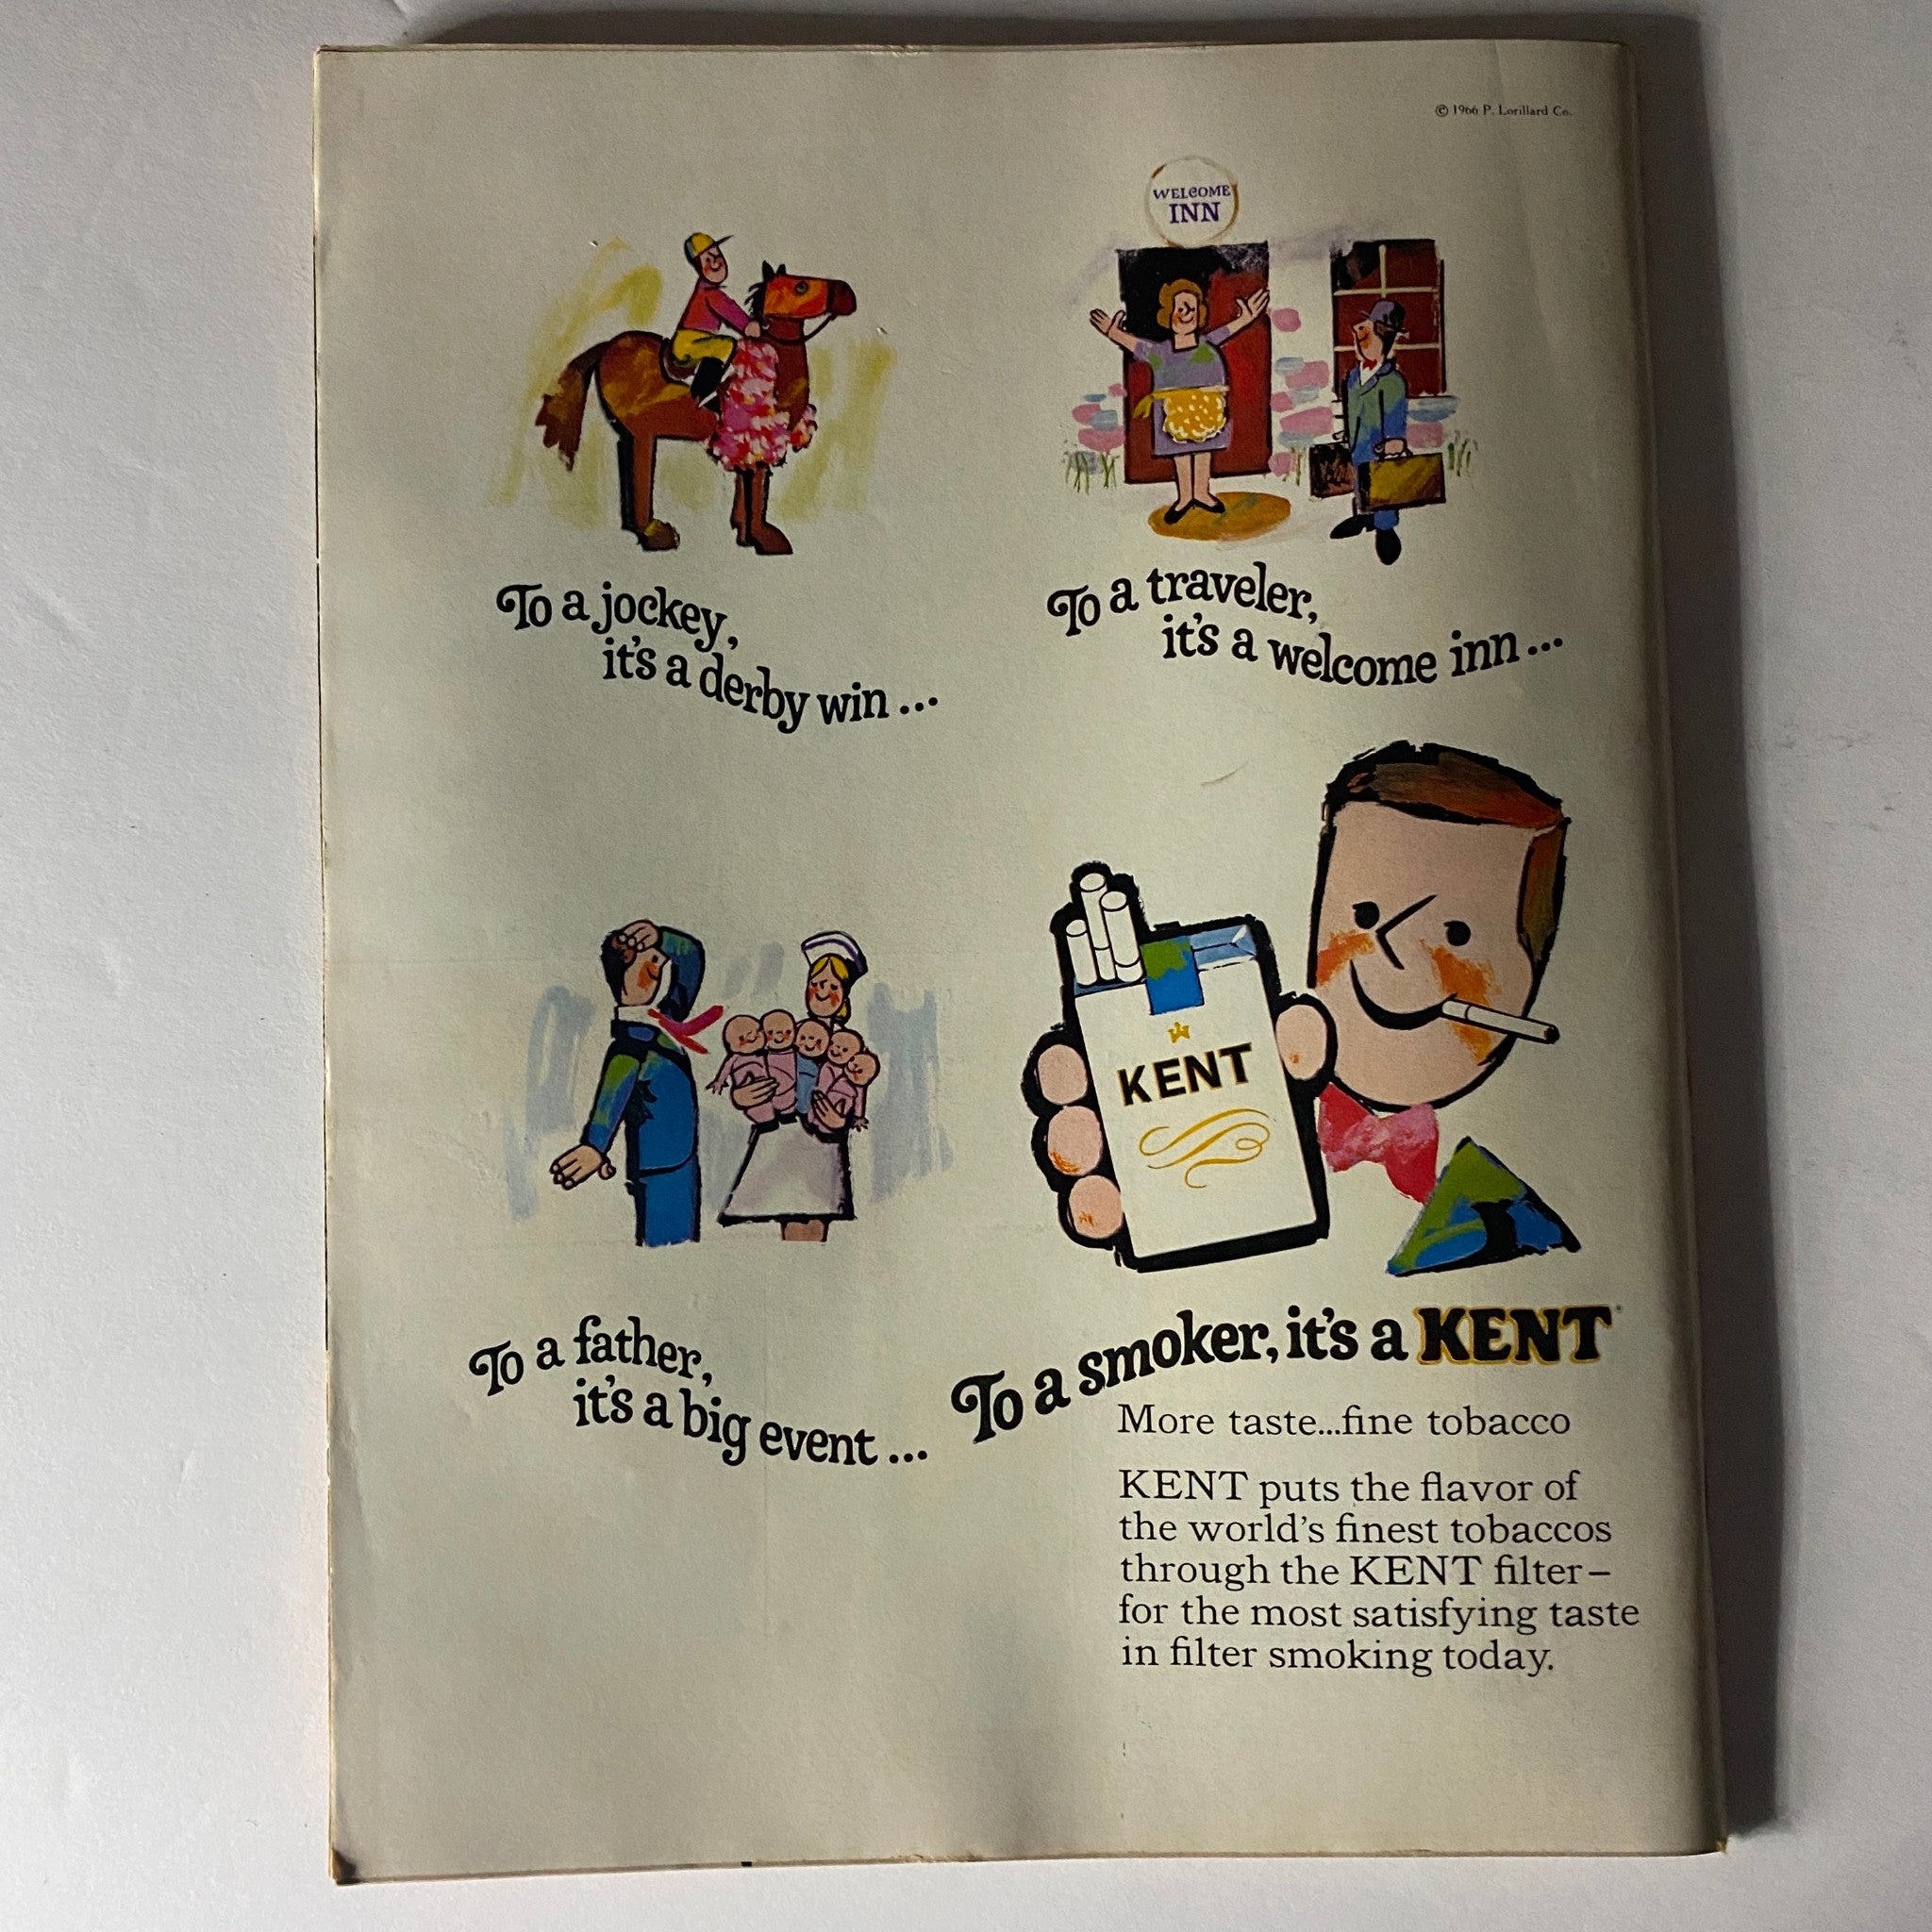 © 1966 P. Lorillard Co.
WELCOME
INN
To a jockey,
it's a derby win...
To a traveler,
it's a welcome inn...
KENT
To a father,
it's a big event...
To a smoker, it's a KENT
More taste...fine tobacco
KENT puts the flavor of
the world's finest tobaccos
through the KENT filter–
for the most satisfying taste
in filter smoking today.